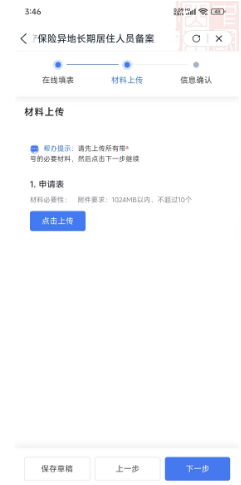 3:46
保险异地长期居住人员备案
在线填表
材料上传
信息确认
材料上传
帮办提示：请先上传所有带*
号的必要材料，然后点击下一步继续
1. 申请表
材料必要性： 附件要求：1024MB以内，不超过10个
点击上传
保存草稿
上一步
下一步